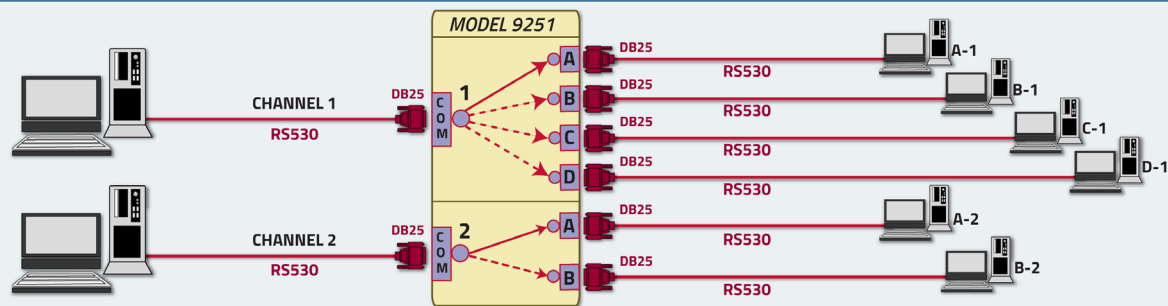 MODEL 9251
CHANNEL 1
RS530
DB25
COM
1
A
B
C
D
DB25
RS530
A-1
DB25
RS530
B-1
DB25
RS530
C-1
DB25
RS530
D-1
CHANNEL 2
RS530
DB25
COM
2
A
B
DB25
RS530
A-2
DB25
RS530
B-2